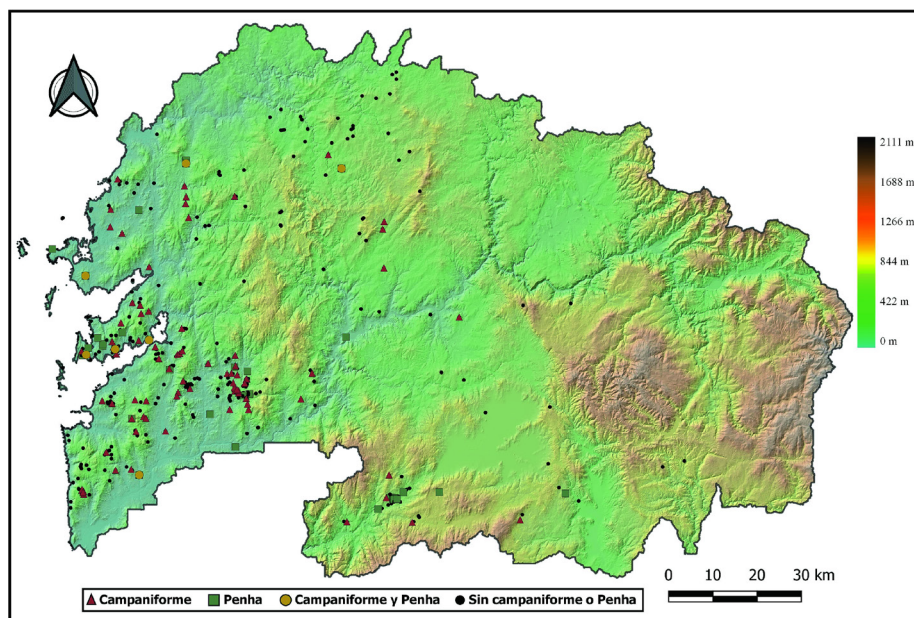 2111 m
1688 m
1266 m
844 m
422 m
0 m
Campaniforme Penha Campaniforme y Penha Sin campaniforme o Penha
0 10 20 30 km